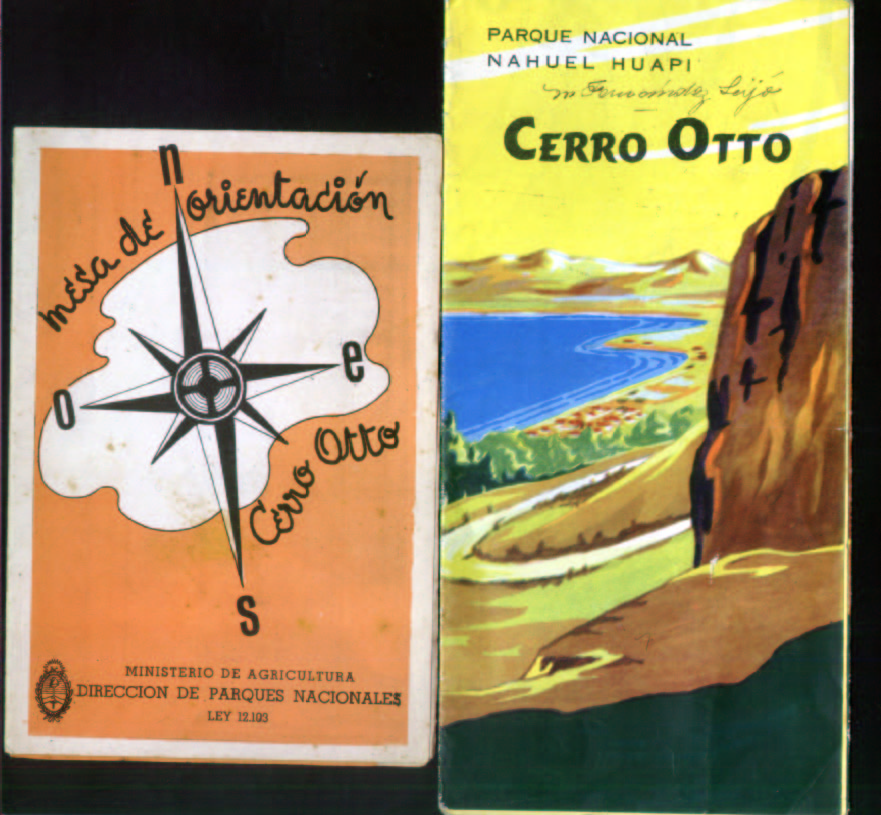 n
mesa de orientación
o
e
Cerro Otto
s
MINISTERIO DE AGRICULTURA
DIRECCION DE PARQUES NACIONALES
LEY 12.103
PARQUE NACIONAL
NAHUEL HUAPI
CERRO OTTO